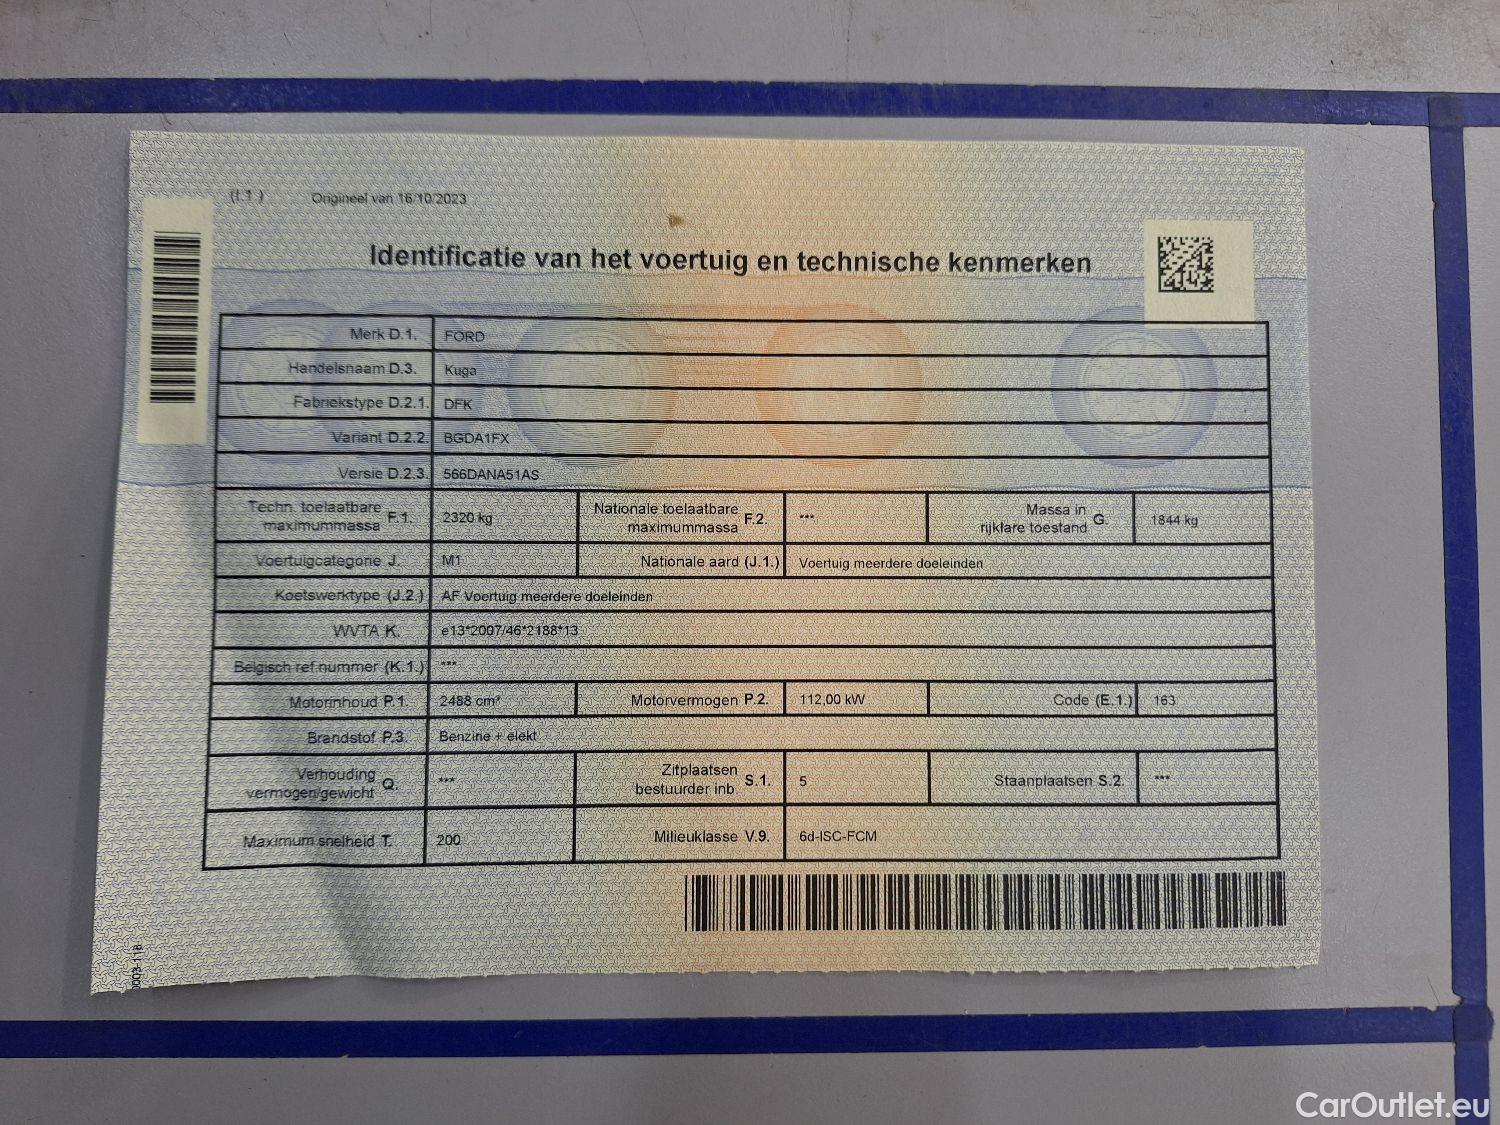 (I.1.) Origineel van 16/10/2023
Identificatie van het voertuig en technische kenmerken
Merk D.1. FORD
Handelsnaam D.3. Kuga
Fabriekstype D.2.1. DFK
Variant D.2.2. BGDA1FX
Versie D.2.3 566DANA51AS
Techn. toelaatbare maximummassa F.1. 2320 kg Nationale toelaatbare maximummassa F.2. *** Massa in rijklare toestand G. 1844 kg
Voertuigcategorie J. M1 Nationale aard (J.1.) Voertuig meerdere doeleinden
Koetswerktype (J.2.) AF Voertuig meerdere doeleinden
WVTA K. e13*2007/46*2188*13
Belgisch ref.nummer (K.1.) ***
Motorinhoud P.1. 2488 cm³ Motorvermogen P.2. 112,00 kW Code (E.1.) 163
Brandstof P.3. Benzine + elekt
Verhouding vermogen/gewicht Q. *** Zitplaatsen bestuurder inb. S.1. 5 Staanplaatsen S.2. ***
Maximum snelheid T. 200 Milieuklasse V.9. 6d-ISC-FCM
CarOutlet.eu